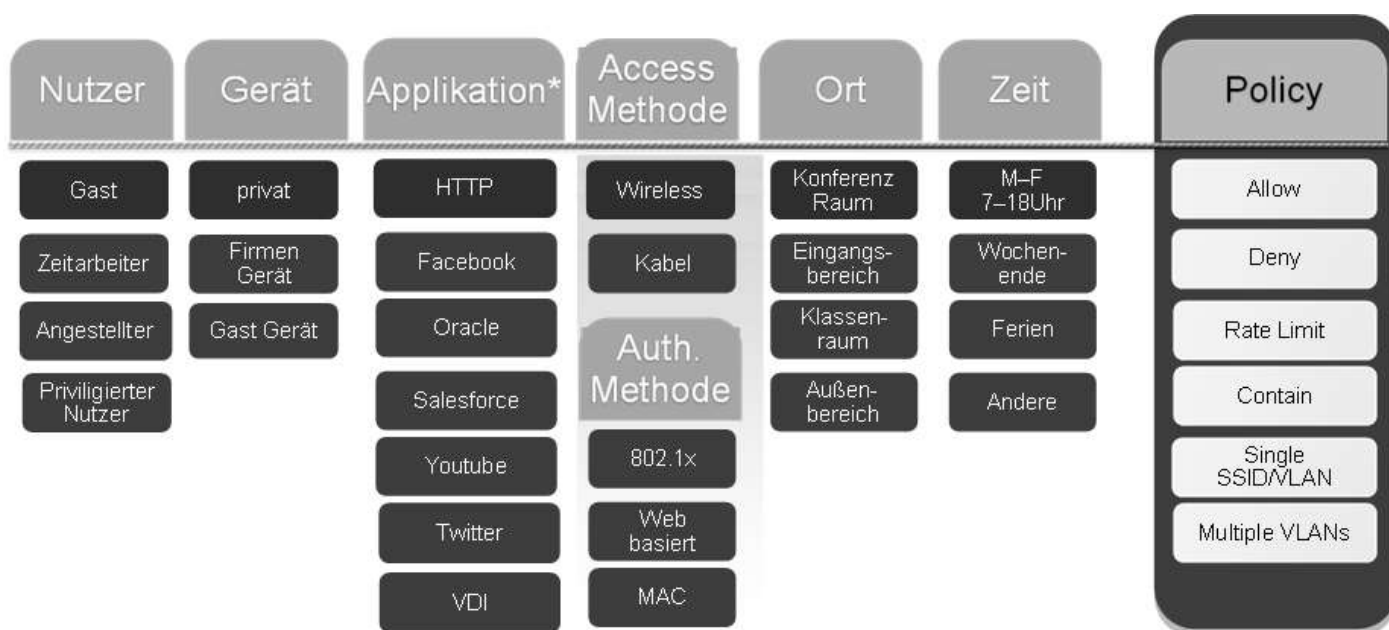 Nutzer
Gerät
Applikation*
Access
Methode
Ort
Zeit
Policy
Gast
Zeitarbeiter
Angestellter
Priviligierter
Nutzer
privat
Firmen
Gerät
Gast Gerät
HTTP
Facebook
Oracle
Salesforce
Youtube
Twitter
VDI
Wireless
Kabel
Auth.
Methode
802.1x
Web
basiert
MAC
Konferenz
Raum
Eingangs-
bereich
Klassen-
raum
Außen-
bereich
M–F
7–18Uhr
Wochen-
ende
Ferien
Andere
Allow
Deny
Rate Limit
Contain
Single
SSID/VLAN
Multiple VLANs